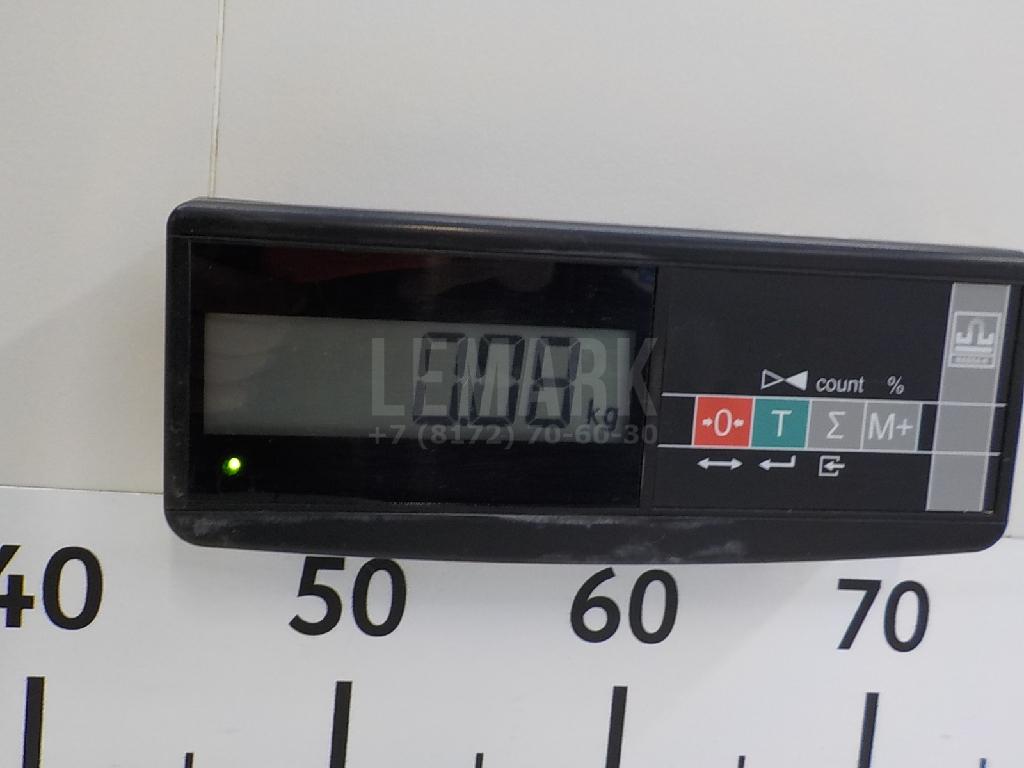 LEMARK
kg
+7 (8172) 70-60-30
count %
→0← T Σ M+
40 50 60 70